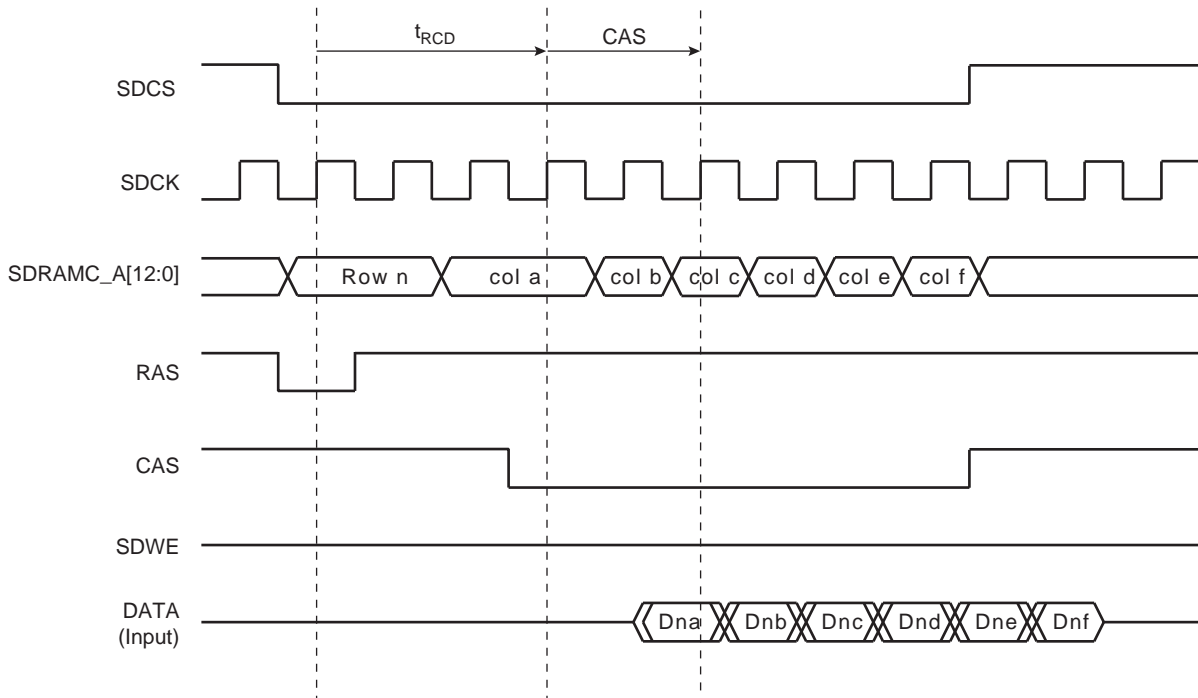 t_RCD CAS
SDCS
SDCK
SDRAMC_A[12:0] Row n col a col b col c col d col e col f
RAS
CAS
SDWE
DATA
(Input) Dna Dnb Dnc Dnd Dne Dnf